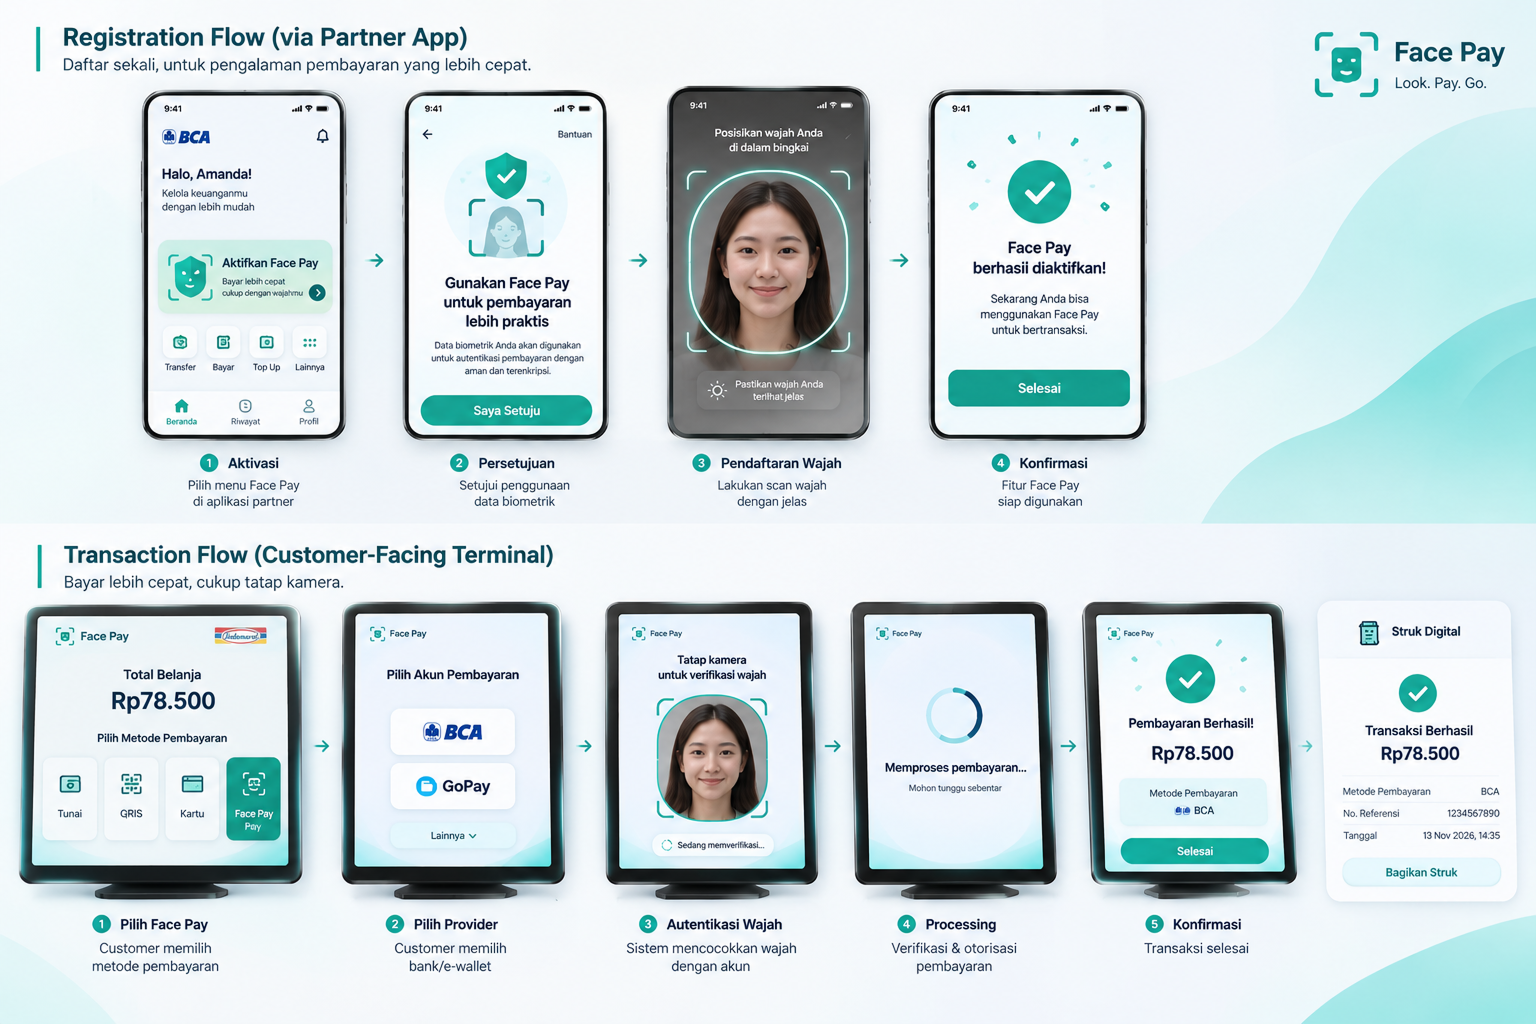 Registration Flow (via Partner App)
Daftar sekali, untuk pengalaman pembayaran yang lebih cepat.
Face Pay
Look. Pay. Go.
9:41
BCA
Halo, Amanda!
Kelola keuanganmu
dengan lebih mudah
Aktifkan Face Pay
Bayar lebih cepat
cukup dengan wajahmu
Transfer
Bayar
Top Up
Lainnya
Beranda
Riwayat
Profil
9:41
Bantuan
Gunakan Face Pay
untuk pembayaran
lebih praktis
Data biometrik Anda akan digunakan
untuk autentikasi pembayaran dengan
aman dan terenkripsi.
Saya Setuju
9:41
Posisikan wajah Anda
di dalam bingkai
Pastikan wajah Anda
terlihat jelas
9:41
Face Pay
berhasii diaktifkan!
Sekarang Anda bisa
menggunakan Face Pay
untuk bertransaksi.
Selesai
1 Aktivasi
Pilih menu Face Pay
di aplikasi partner
2 Persetujuan
Setujui penggunaan
data biometrik
3 Pendaftaran Wajah
Lakukan scan wajah
dengan jelas
4 Konfirmasi
Fitur Face Pay
siap digunakan
Transaction Flow (Customer-Facing Terminal)
Bayar lebih cepat, cukup tatap kamera.
Face Pay
Total Belanja
Rp78.500
Pilih Metode Pembayaran
Tunai
QRIS
Kartu
Face Pay
Pay
Face Pay
Pilih Akun Pembayaran
BCA
GoPay
Lainnya
Face Pay
Tatap kamera
untuk verifikasi wajah
Sedang memverifikasi...
Face Pay
Memproses pembayaran...
Mohon tunggu sebentar
Face Pay
Pembayaran Berhasil!
Rp78.500
Metode Pembayaran
BCA
Selesai
Struk Digital
Transaksi Berhasil
Rp78.500
Metode Pembayaran BCA
No. Referensi 1234567890
Tanggal 13 Nov 2026, 14:35
Bagikan Struk
1 Pilih Face Pay
Customer memilih
metode pembayaran
2 Pilih Provider
Customer memilih
bank/e-wallet
3 Autentikasi Wajah
Sistem mencocokkan wajah
dengan akun
4 Processing
Verifikasi & otorisasi
pembayaran
5 Konfirmasi
Transaksi selesai